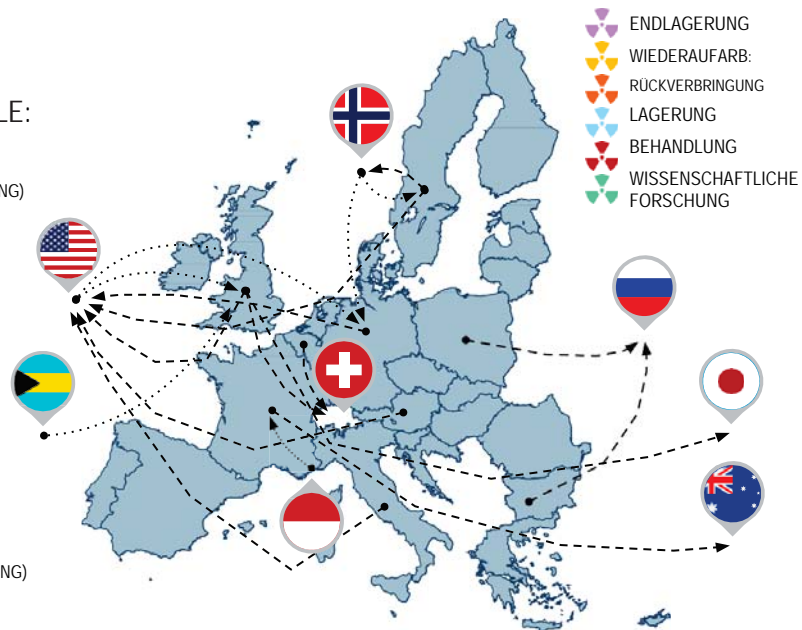 ENDLAGERUNG
WIEDERAUFARB:
RÜCKVERBRINGUNG
LAGERUNG
BEHANDLUNG
WISSENSCHAFTLICHE
FORSCHUNG
LE:
NG)
NG)